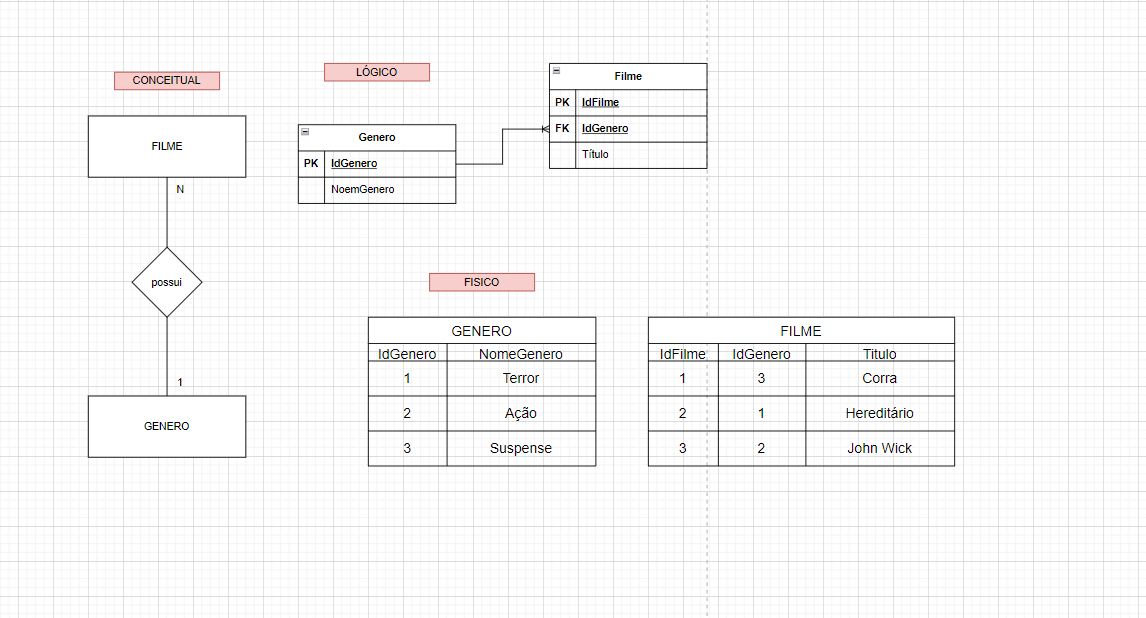 CONCEITUAL
FILME
N
possui
1
GENERO
LÓGICO
Genero
PK IdGenero
NoemGenero
Filme
PK IdFilme
FK IdGenero
Título
FISICO
GENERO
IdGenero NomeGenero
1 Terror
2 Ação
3 Suspense
FILME
IdFilme IdGenero Titulo
1 3 Corra
2 1 Hereditário
3 2 John Wick